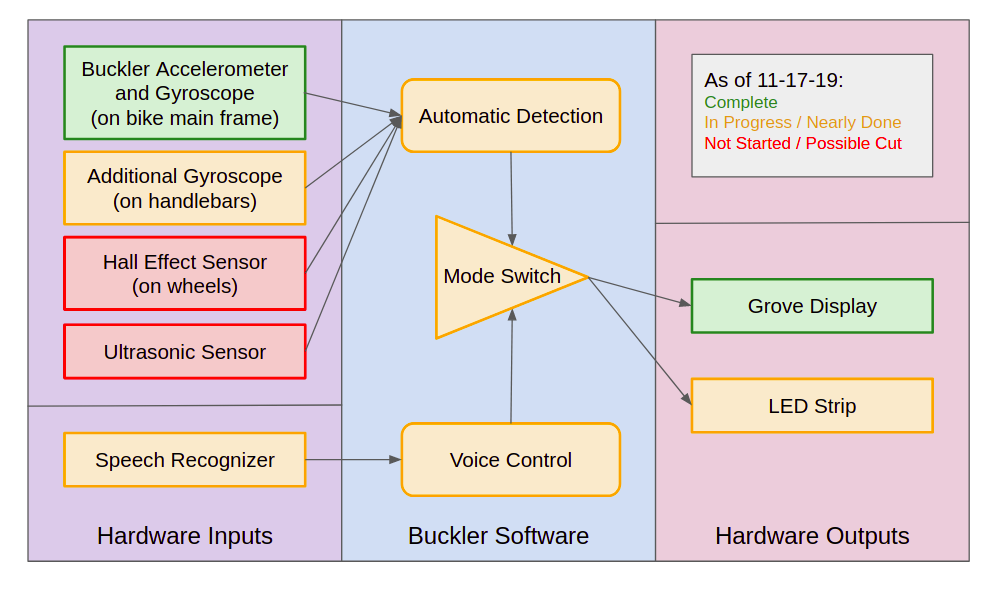 Buckler Accelerometer
and Gyroscope
(on bike main frame)
Additional Gyroscope
(on handlebars)
Hall Effect Sensor
(on wheels)
Ultrasonic Sensor
Speech Recognizer
Hardware Inputs
Automatic Detection
Mode Switch
Voice Control
Buckler Software
As of 11-17-19:
Complete
In Progress / Nearly Done
Not Started / Possible Cut
Grove Display
LED Strip
Hardware Outputs